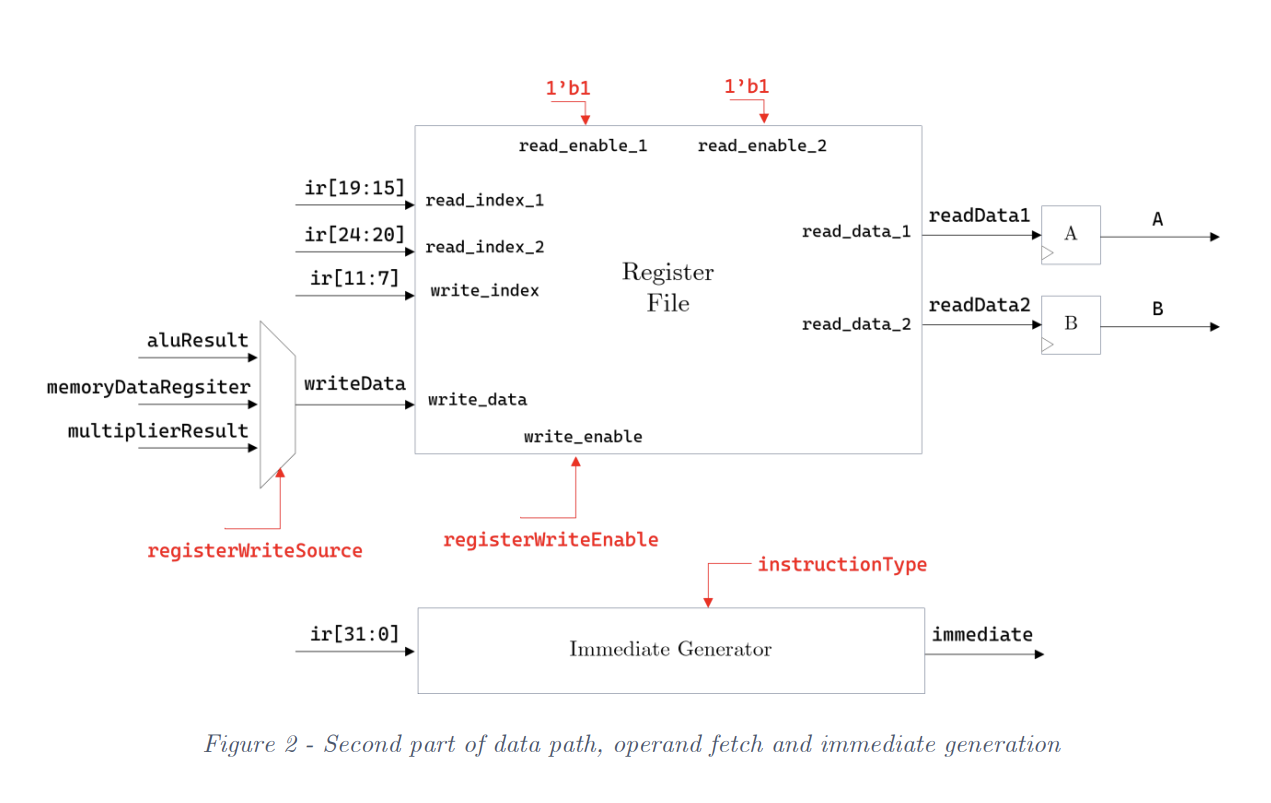 1’b1
1’b1
read_enable_1
read_enable_2
ir[19:15]
read_index_1
ir[24:20]
read_index_2
ir[11:7]
write_index
Register
File
read_data_1
readData1
A
A
read_data_2
readData2
B
B
aluResult
memoryDataRegsiter
multiplierResult
writeData
write_data
write_enable
registerWriteSource
registerWriteEnable
instructionType
ir[31:0]
Immediate Generator
immediate
Figure 2 - Second part of data path, operand fetch and immediate generation